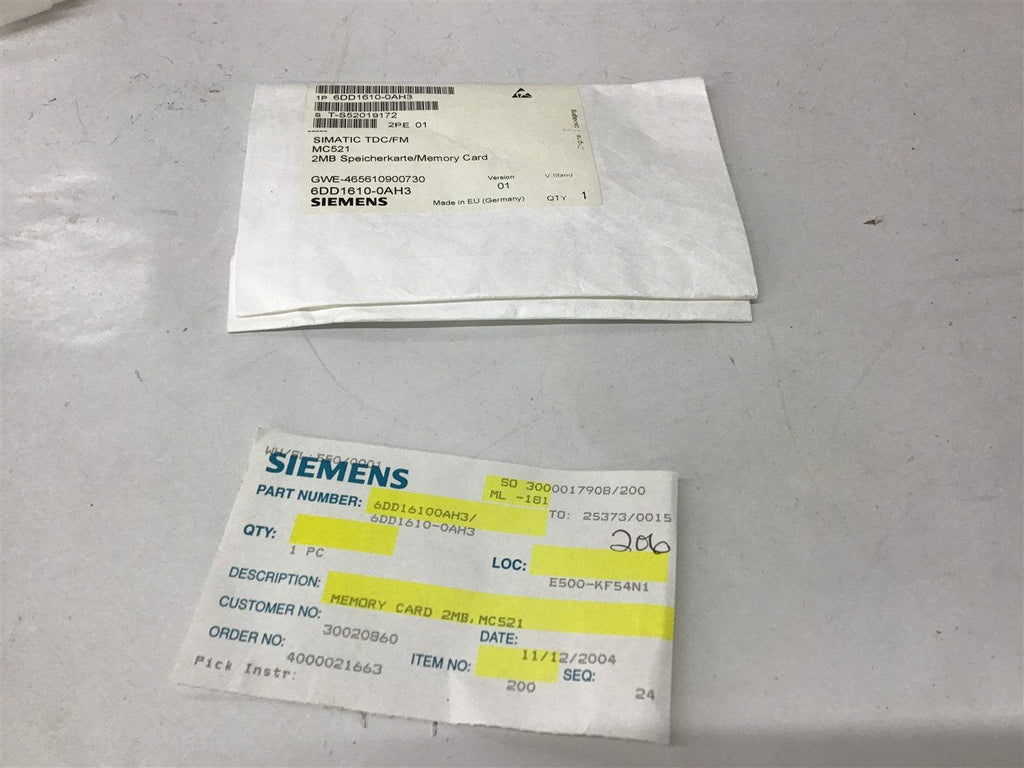 1P 6DD1610-0AH3
S T-S52019172
2PE 01
SIMATIC TDC/FM
MC521
2MB Speicherkarte/Memory Card
GWE-465610900730
Version
01
V.Stand
6DD1610-0AH3
SIEMENS
Made in EU (Germany)
QTY 1
SIEMENS
SO 3000017908/200
ML -181
PART NUMBER: 6DD16100AH3/
6DD1610-0AH3
TO: 25373/0015
206
QTY:
1 PC
LOC:
E500-KF54N1
DESCRIPTION: MEMORY CARD 2MB,MC521
CUSTOMER NO: 30020860
DATE: 11/12/2004
ORDER NO: 4000021663
ITEM NO: 200
SEQ: 24
Pick Instr: